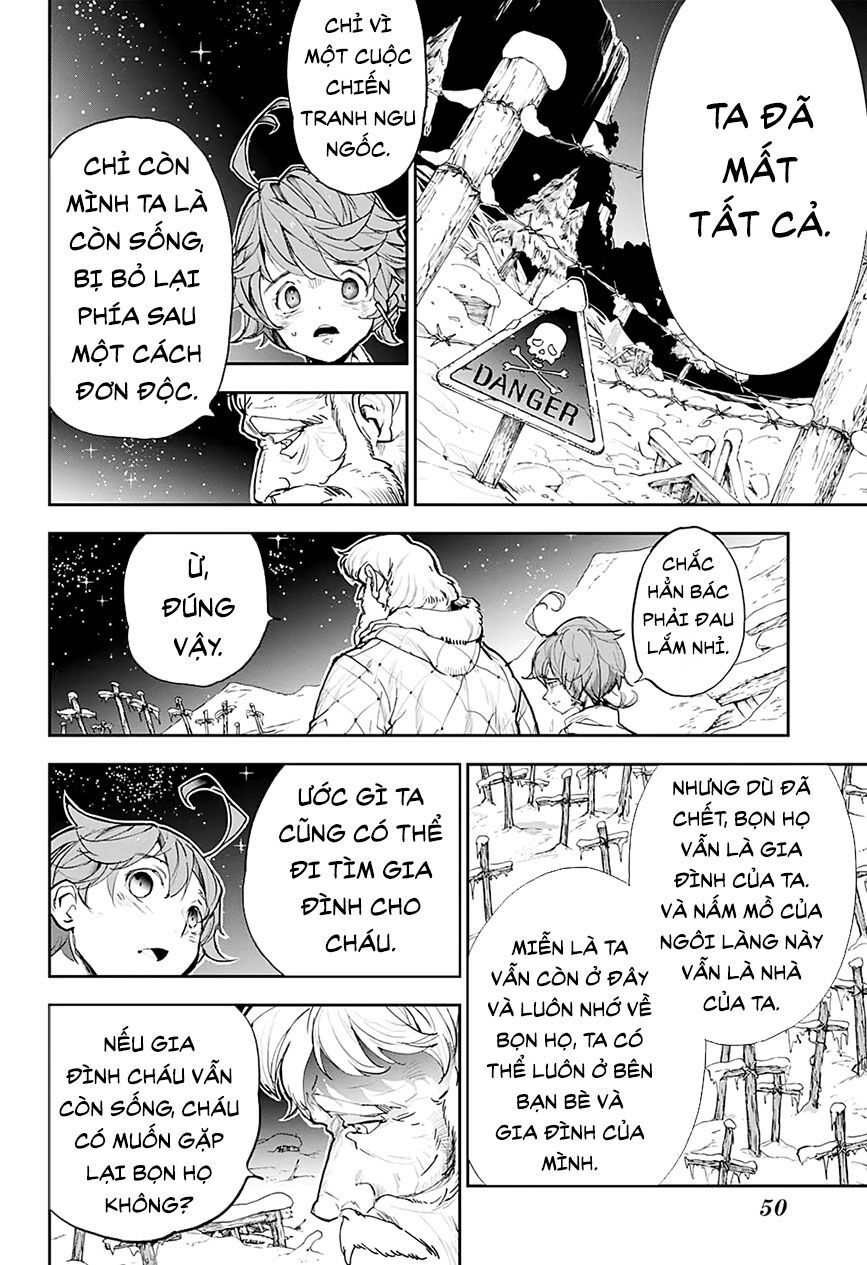 TA ĐÃ
MẤT
TẤT CẢ.
CHỈ VÌ
MỘT CUỘC
CHIẾN
TRANH NGU
NGỐC.
CHỈ CÒN
MÌNH TA LÀ
CÒN SỐNG,
BỊ BỎ LẠI
PHÍA SAU
MỘT CÁCH
ĐƠN ĐỘC.
DANGER
CHẮC
HẲN BÁC
PHẢI ĐAU
LẮM NHỈ.
Ừ,
ĐÚNG
VẬY.
NHƯNG DÙ ĐÃ
CHẾT, BỌN HỌ
VẪN LÀ GIA
ĐÌNH CỦA TA.
VÀ NẤM MỒ CỦA
NGÔI LÀNG NÀY
VẪN LÀ NHÀ
CỦA TA.
MIỄN LÀ TA
VẪN CÒN Ở ĐÂY
VÀ LUÔN NHỚ VỀ
BỌN HỌ, TA CÓ
THỂ LUÔN Ở BÊN
BẠN BÈ VÀ
GIA ĐÌNH CỦA
MÌNH.
ƯỚC GÌ TA
CŨNG CÓ THỂ
ĐI TÌM GIA
ĐÌNH CHO
CHÁU.
NẾU GIA
ĐÌNH CHÁU VẪN
CÒN SỐNG, CHÁU
CÓ MUỐN GẶP
LẠI BỌN HỌ
KHÔNG?
50